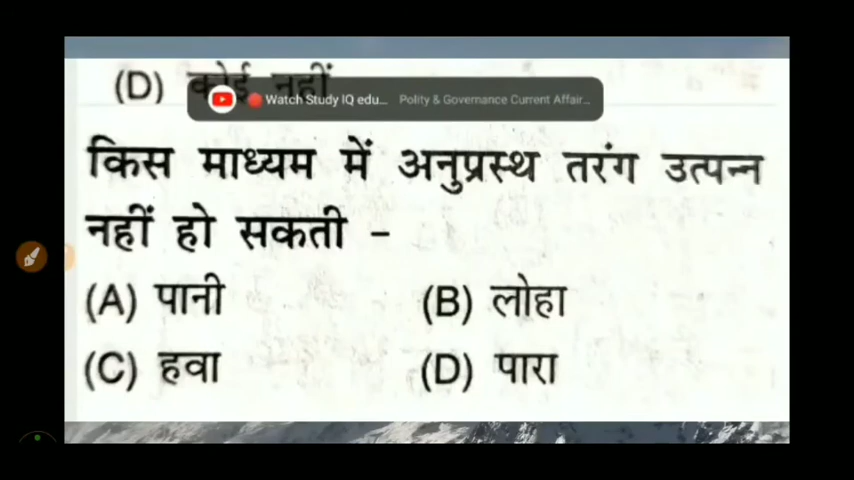 (D) कोई नहीं
Watch Study IQ edu... Polity & Governance Current Affair...
किस माध्यम में अनुप्रस्थ तरंग उत्पन्न
नहीं हो सकती -
(A) पानी (B) लोहा
(C) हवा (D) पारा